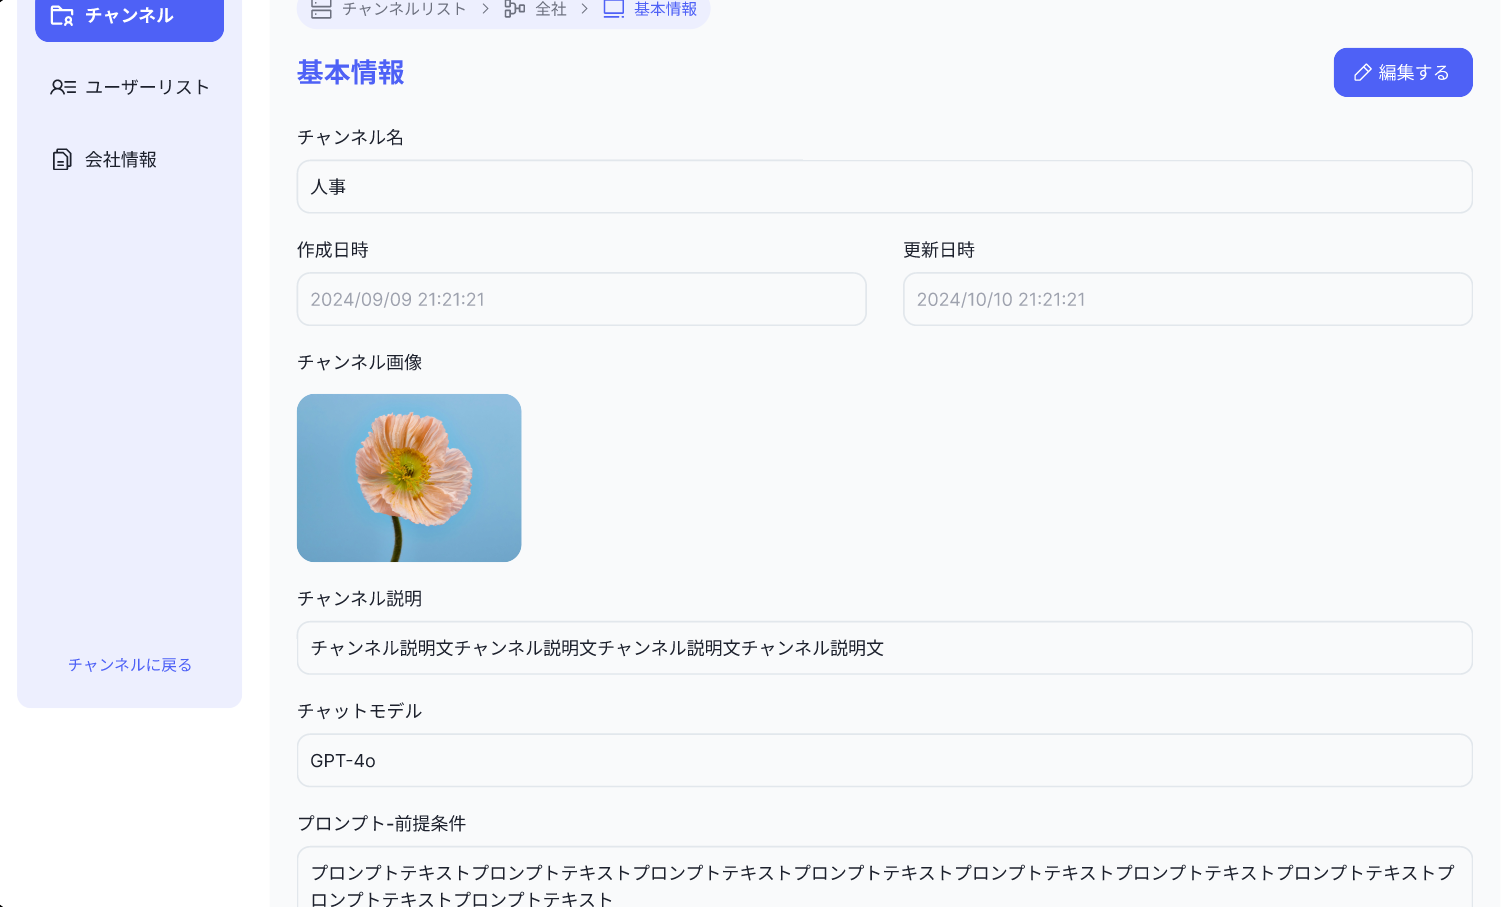 チャンネル
ユーザーリスト
会社情報
チャンネルに戻る
チャンネルリスト > 全社 > 基本情報
基本情報
編集する
チャンネル名
人事
作成日時
更新日時
2024/09/09 21:21:21
2024/10/10 21:21:21
チャンネル画像
チャンネル説明
チャンネル説明文チャンネル説明文チャンネル説明文チャンネル説明文
チャットモデル
GPT-4o
プロンプト-前提条件
プロンプトテキストプロンプトテキストプロンプトテキストプロンプトテキストプロンプトテキストプロンプトテキストプロンプトテキストプ
ロンプトテキストプロンプトテキスト